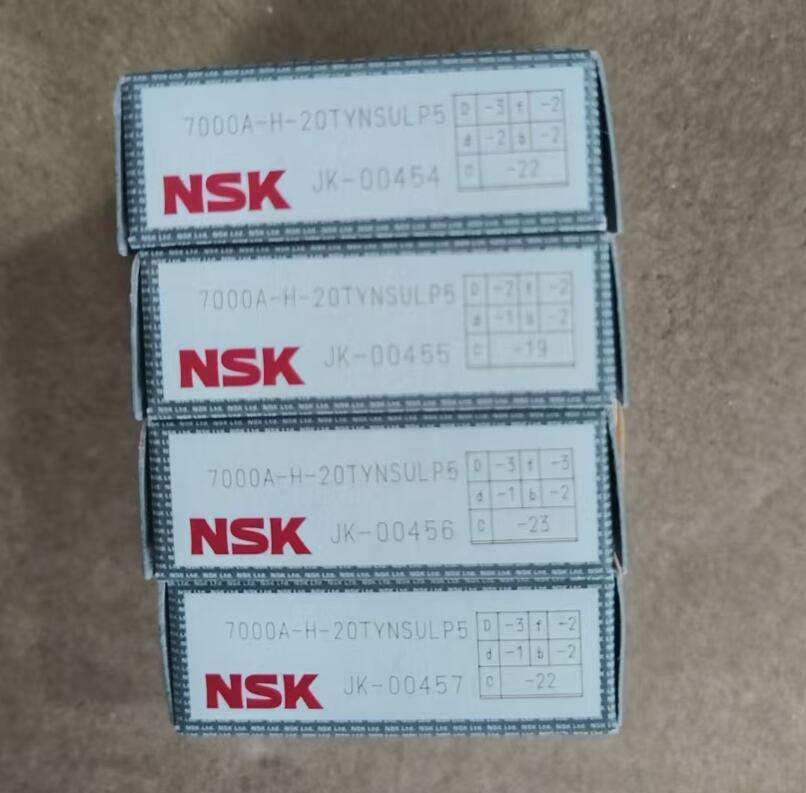 7000A-H-20TYNSULP5
D -3 f -2
d -2 b -2
C -22
NSK JK-00454
7000A-H-20TYNSULP5
D -2 f -2
d -1 b -2
C -19
NSK JK-00455
7000A-H-20TYNSULP5
D -3 f -3
d -1 b -2
C -23
NSK JK-00456
7000A-H-20TYNSULP5
D -3 f -2
d -1 b -2
C -22
NSK JK-00457